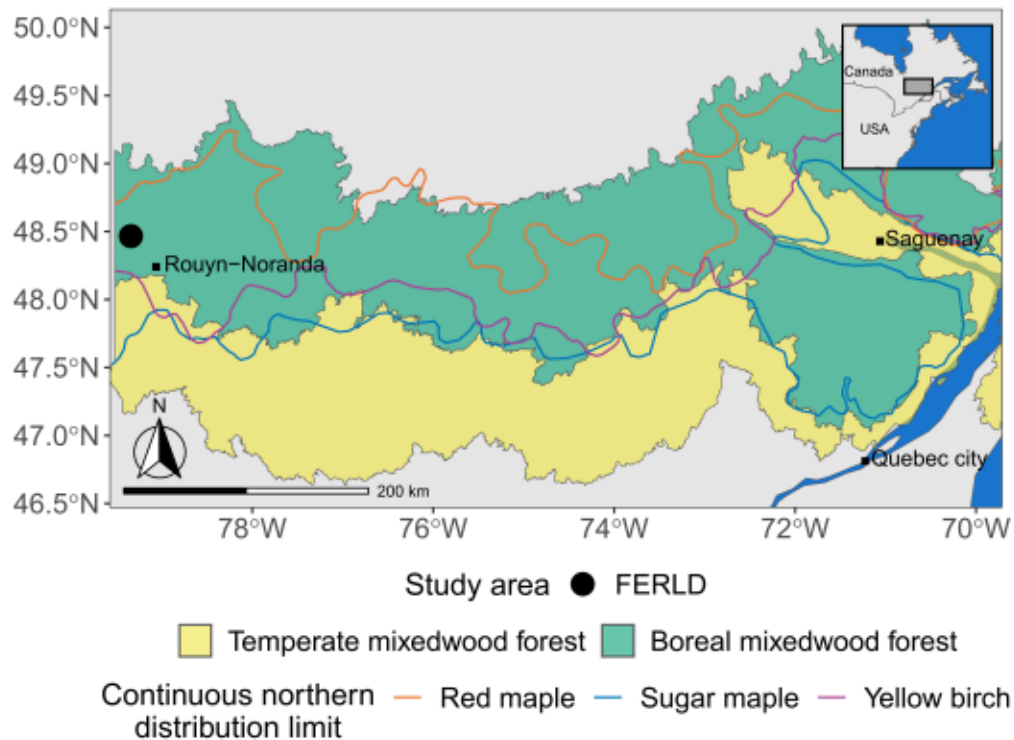 50.0°N
49.5°N
49.0°N
48.5°N
48.0°N
47.5°N
47.0°N
46.5°N
Canada
USA
Saguenay
Rouyn−Noranda
N
Quebec city
200 km
78°W 76°W 74°W 72°W 70°W
Study area FERLD
Temperate mixedwood forest Boreal mixedwood forest
Continuous northern
distribution limit
Red maple Sugar maple Yellow birch